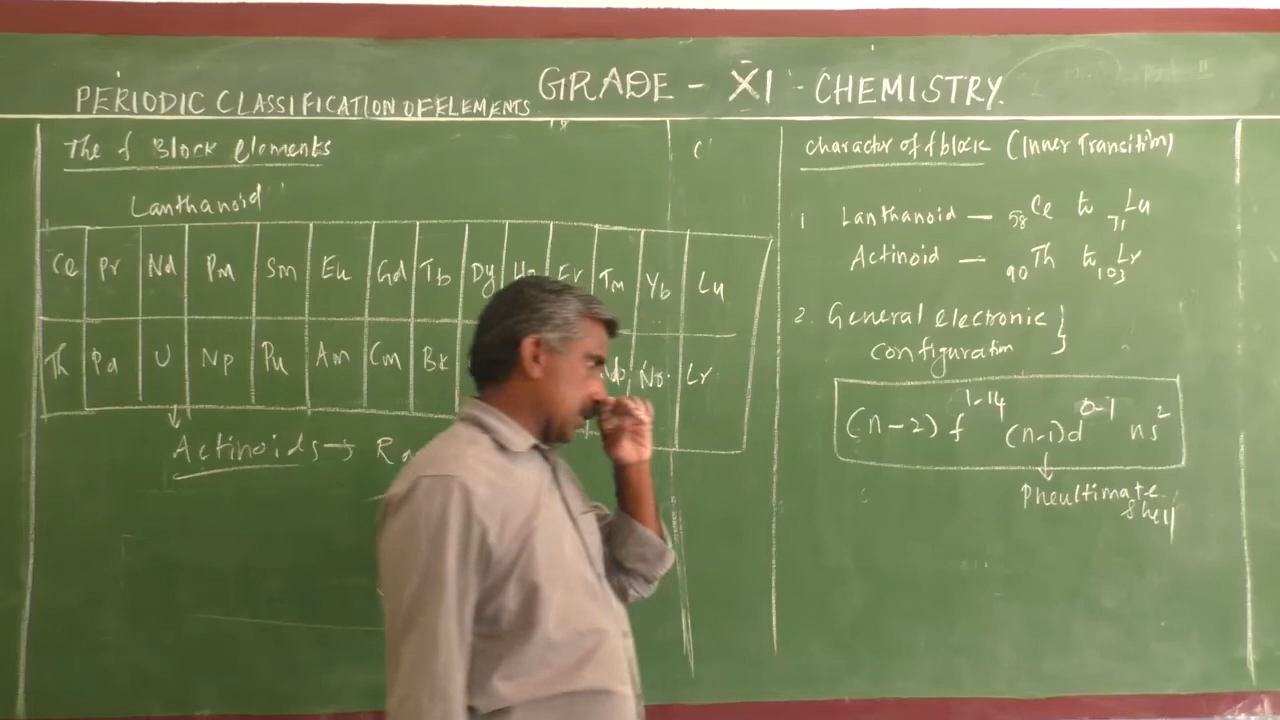 PERIODIC CLASSIFICATION OF ELEMENTS
GRADE - XI - CHEMISTRY.
The f Block elements
Lanthanoid
Ce Pr Nd Pm Sm Eu Gd Tb Dy Tm Yb Lu
Th Pa U Np Pu Am Cm Bk No. Lr
Actinoids →
character of f block (Inner Transition)
1 Lanthanoid — ₅₈Ce to ₇₁Lu
Actinoid — ₉₀Th to ₁₀₃Lr
2. General electronic
configuration }
(n-2) f¹⁻¹⁴ (n-1)d⁰⁻¹ ns²
Pheultimate
shell